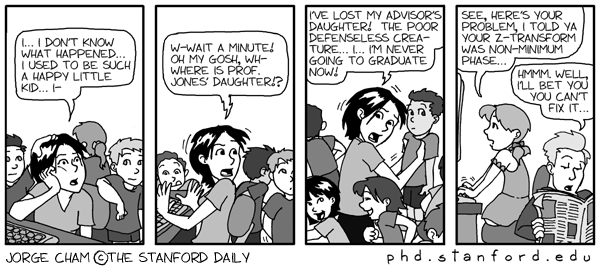 I... I DON'T KNOW
WHAT HAPPENED...
I USED TO BE SUCH
A HAPPY LITTLE
KID... I-
W-WAIT A MINUTE!
OH MY GOSH, WH-
WHERE IS PROF.
JONES' DAUGHTER!?
I'VE LOST MY ADVISOR'S
DAUGHTER! THE POOR
DEFENSELESS CREA-
TURE... I... I'M NEVER
GOING TO GRADUATE
NOW!
SEE, HERE'S YOUR
PROBLEM, I TOLD YA
YOUR Z-TRANSFORM
WAS NON-MINIMUM
PHASE...
HMMM. WELL,
I'LL BET YOU
YOU CAN'T
FIX IT...
JORGE CHAM ©THE STANFORD DAILY
phd.stanford.edu